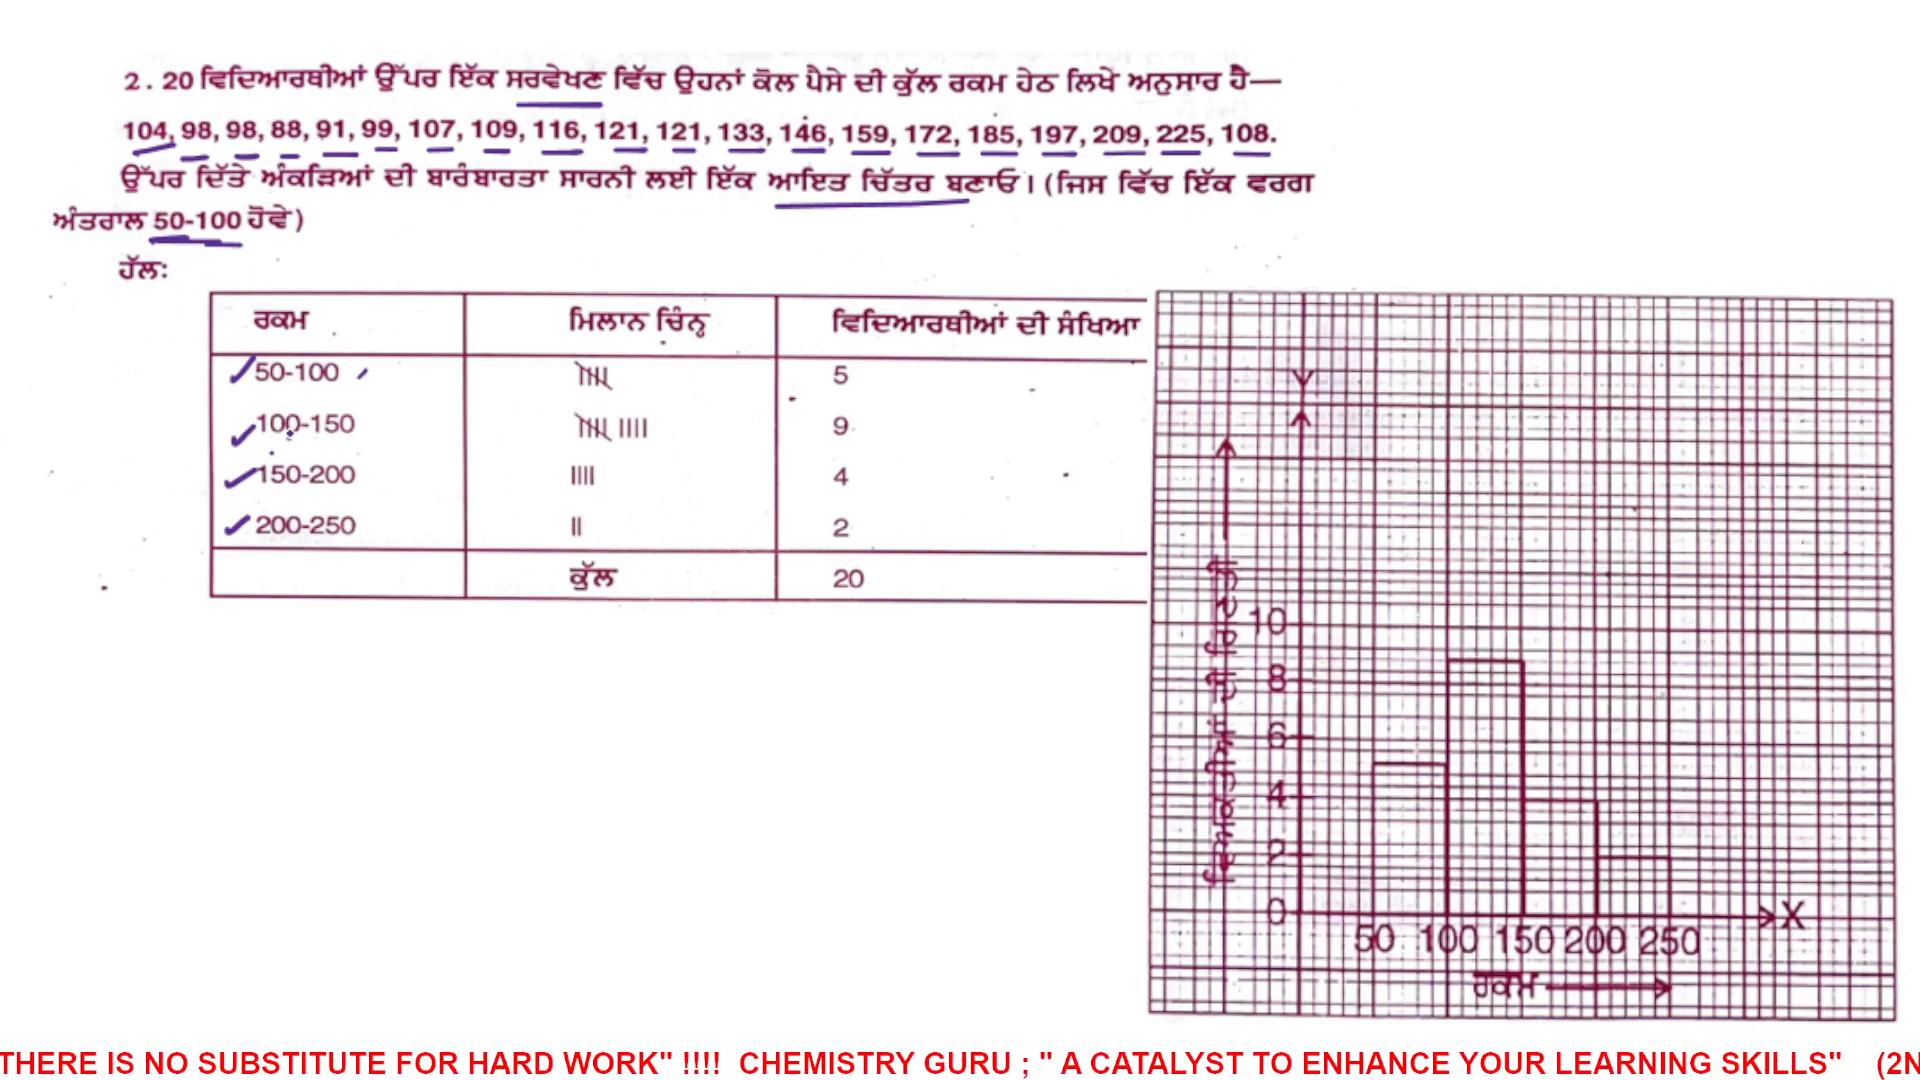 2. 20 ਵਿਦਿਆਰਥੀਆਂ ਉੱਪਰ ਇੱਕ ਸਰਵੇਖਣ ਵਿੱਚ ਉਹਨਾਂ ਕੋਲ ਪੈਸੇ ਦੀ ਕੁੱਲ ਰਕਮ ਹੇਠ ਲਿਖੇ ਅਨੁਸਾਰ ਹੈ—
104, 98, 98, 88, 91, 99, 107, 109, 116, 121, 121, 133, 146, 159, 172, 185, 197, 209, 225, 108.
ਉੱਪਰ ਦਿੱਤੇ ਅੰਕੜਿਆਂ ਦੀ ਬਾਰੰਬਾਰਤਾ ਸਾਰਨੀ ਲਈ ਇੱਕ ਆਇਤ ਚਿੱਤਰ ਬਣਾਓ। (ਜਿਸ ਵਿੱਚ ਇੱਕ ਵਰਗ
ਅੰਤਰਾਲ 50-100 ਹੋਵੇ)
ਹੱਲ:
ਰਕਮ ਮਿਲਾਨ ਚਿੰਨ੍ਹ ਵਿਦਿਆਰਥੀਆਂ ਦੀ ਸੰਖਿਆ
50-100 5
100-150 9
150-200 4
200-250 2
ਕੁੱਲ 20
10
8
6
4
2
0
X
50 100 150 200 250
ਰਕਮ
THERE IS NO SUBSTITUTE FOR HARD WORK" !!!! CHEMISTRY GURU ; " A CATALYST TO ENHANCE YOUR LEARNING SKILLS" (2N